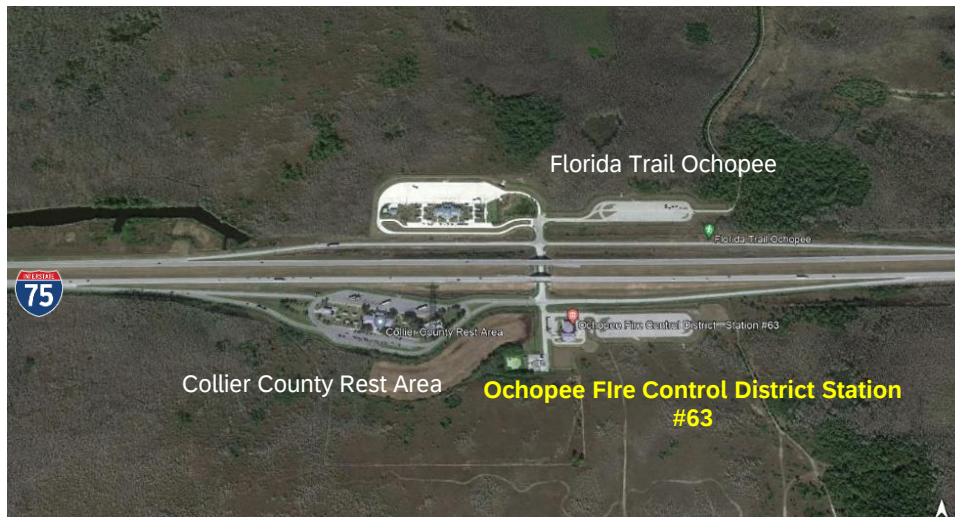 Florida Trail Ochopee
Florida Trail Ochopee
INTERSTATE
75
Ochopee Fire Control District - Station #63
Collier County Rest Area
Collier County Rest Area
Ochopee FIre Control District Station
#63